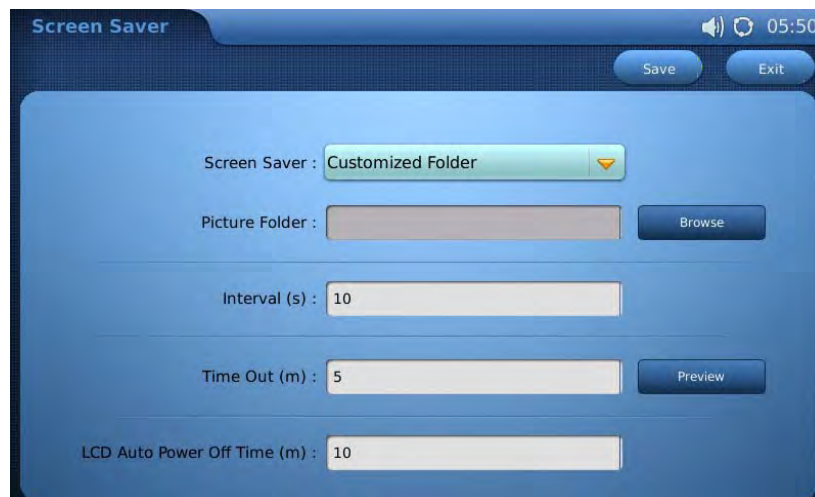 Screen Saver 05:50
Save Exit
Screen Saver : Customized Folder
Picture Folder : Browse
Interval (s) : 10
Time Out (m) : 5 Preview
LCD Auto Power Off Time (m) : 10